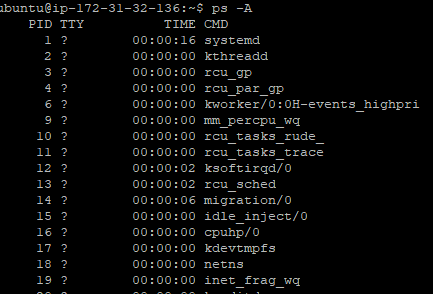 ubuntu@ip-172-31-32-136:~$ ps -A
PID TTY TIME CMD
1 ? 00:00:16 systemd
2 ? 00:00:00 kthreadd
3 ? 00:00:00 rcu_gp
4 ? 00:00:00 rcu_par_gp
6 ? 00:00:00 kworker/0:0H-events_highpri
9 ? 00:00:00 mm_percpu_wq
10 ? 00:00:00 rcu_tasks_rude_
11 ? 00:00:00 rcu_tasks_trace
12 ? 00:00:02 ksoftirqd/0
13 ? 00:00:02 rcu_sched
14 ? 00:00:06 migration/0
15 ? 00:00:00 idle_inject/0
16 ? 00:00:00 cpuhp/0
17 ? 00:00:00 kdevtmpfs
18 ? 00:00:00 netns
19 ? 00:00:00 inet_frag_wq